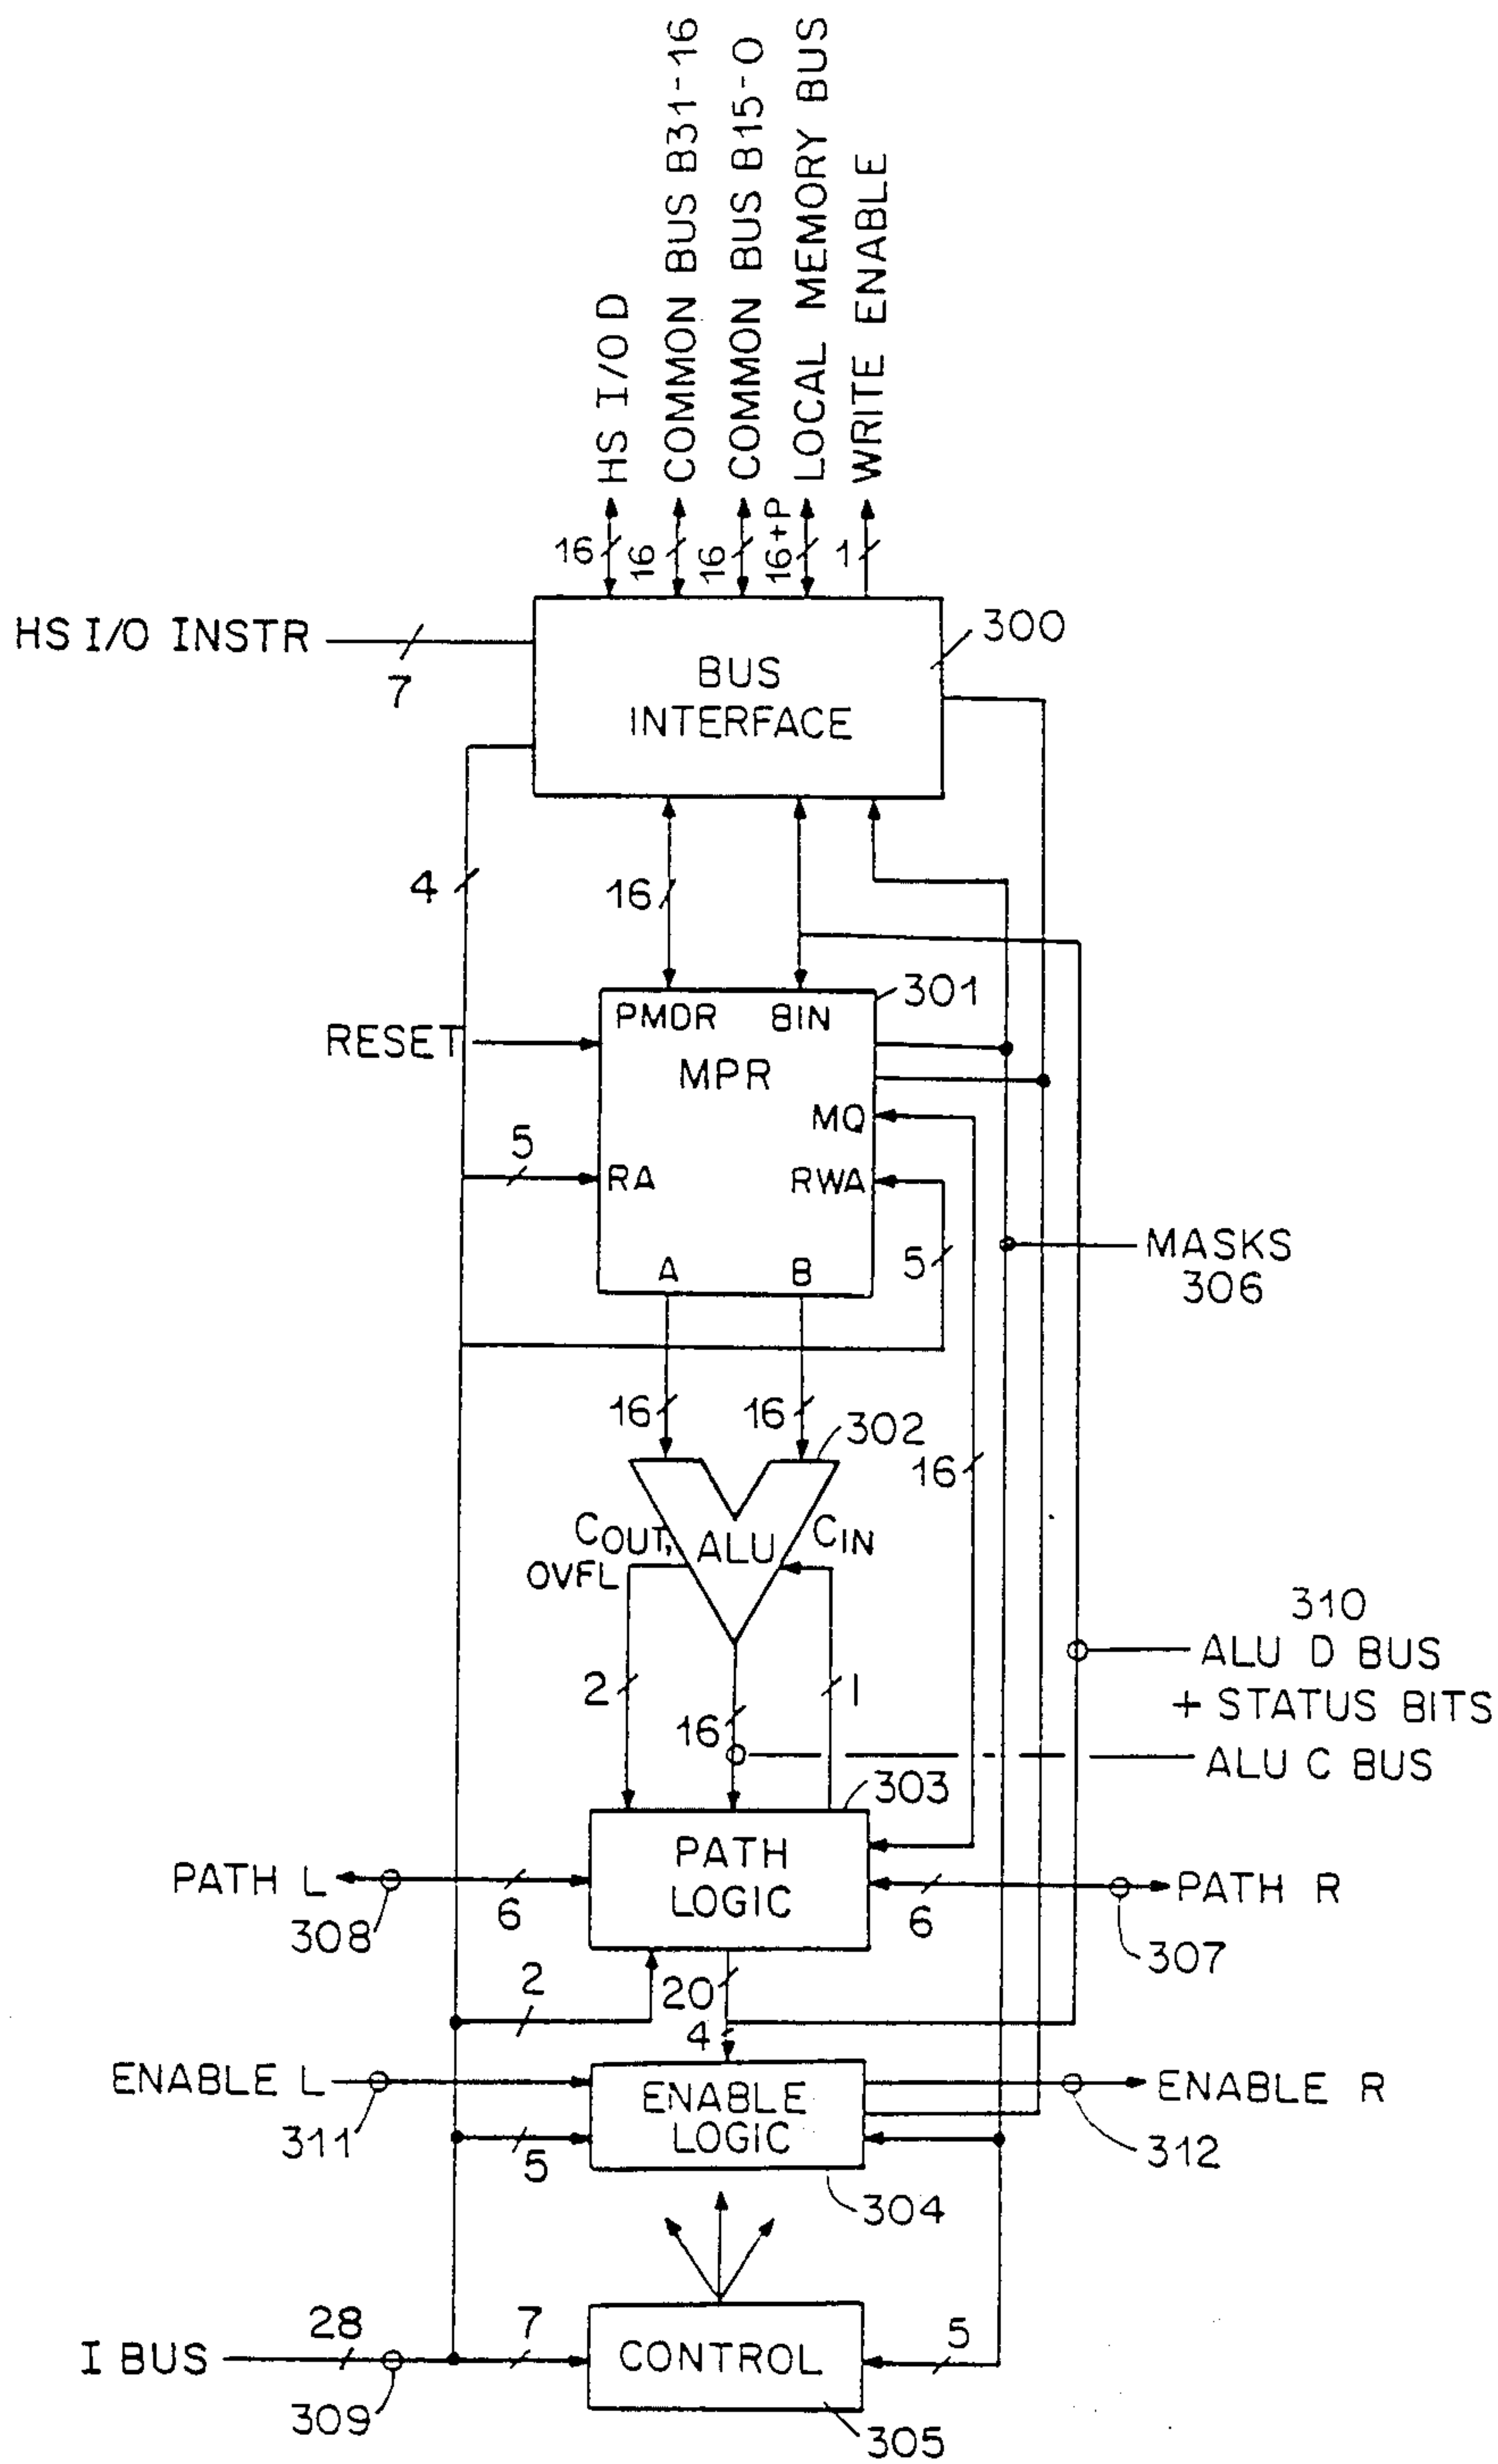 HS I/O D
COMMON BUS B31-16
COMMON BUS B15-0
LOCAL MEMORY BUS
WRITE ENABLE
16
16
16
16+P
1
HS I/O INSTR
7
300
BUS
INTERFACE
4
16
301
PMDR BIN
RESET
MPR
MQ
5
RA RWA
5
A B
MASKS
306
16 16
302
16
COUT,
OVFL
ALU
CIN
310
ALU D BUS
+ STATUS BITS
2
16
1
ALU C BUS
303
PATH
LOGIC
PATH L
308
6
6
PATH R
307
2
20
4
ENABLE L
311
ENABLE
LOGIC
ENABLE R
312
5
304
I BUS
28
309
7
CONTROL
5
305